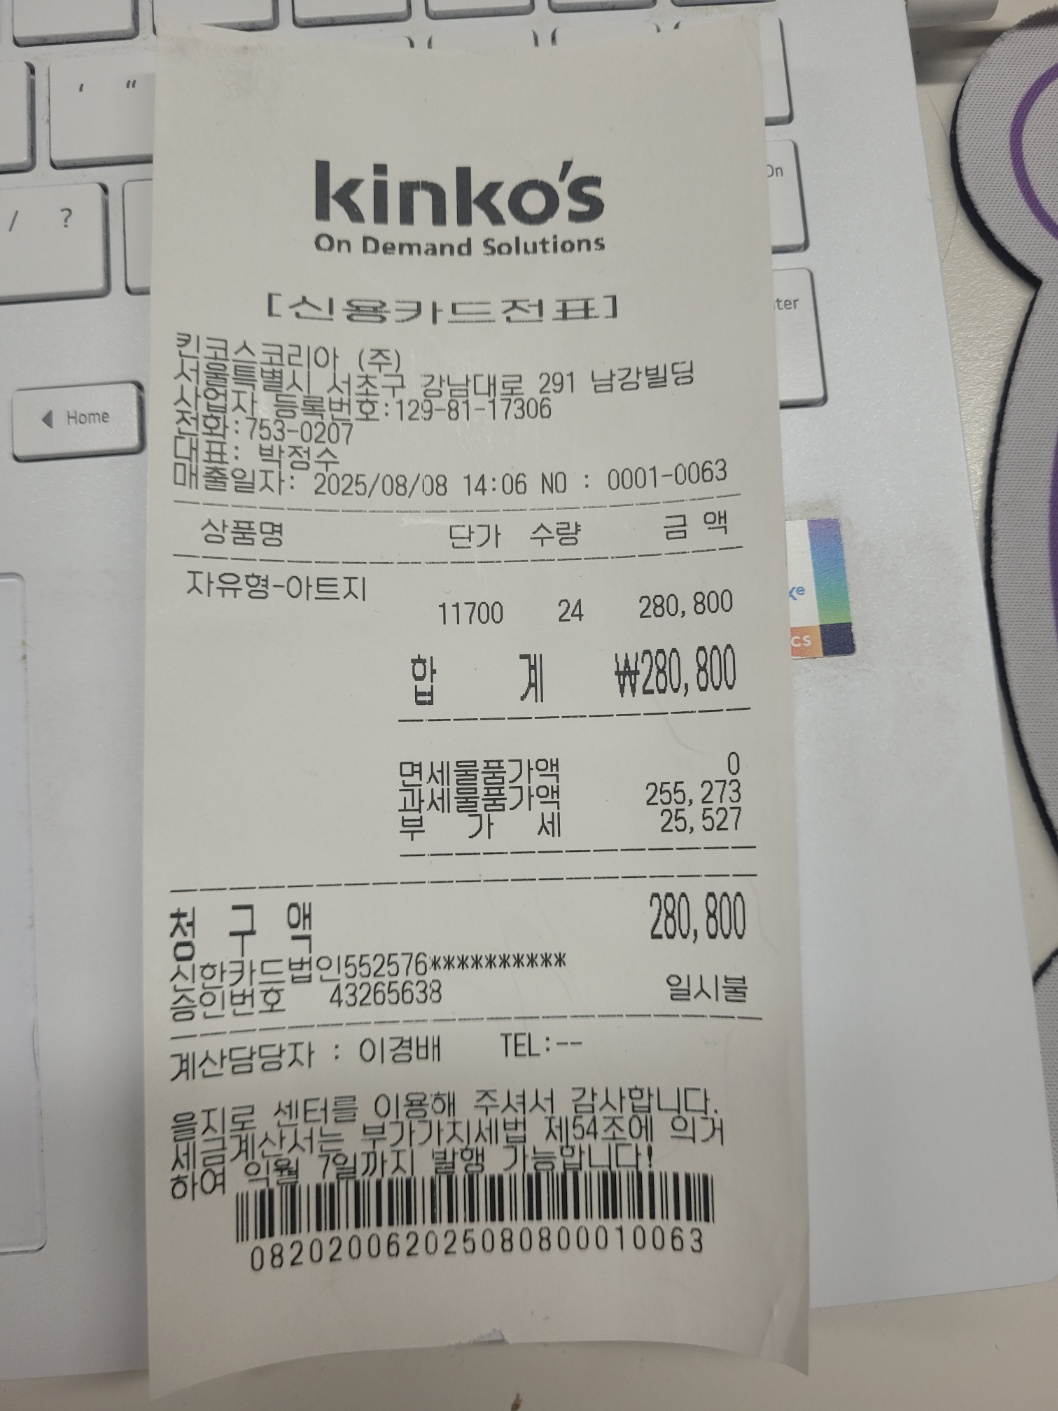 kinko's
On Demand Solutions
[신용카드전표]
킨코스코리아 (주)
서울특별시 서초구 강남대로 291 남강빌딩
사업자 등록번호:129-81-17306
전화:753-0207
대표: 박정수
매출일자: 2025/08/08 14:06 NO : 0001-0063
상품명 단가 수량 금 액
자유형-아트지
11700 24 280,800
합 계 ₩280,800
면세물품가액 0
과세물품가액 255,273
부 가 세 25,527
청 구 액 280,800
신한카드법인552576**********
승인번호 43265638 일시불
계산담당자 : 이경배 TEL:--
을지로 센터를 이용해 주셔서 감사합니다.
세금계산서는 부가가치세법 제54조에 의거
하여 익월 7일까지 발행 가능합니다!
082020062025080800010063
' "
/ ?
◀ Home
On
ter
ke
cs